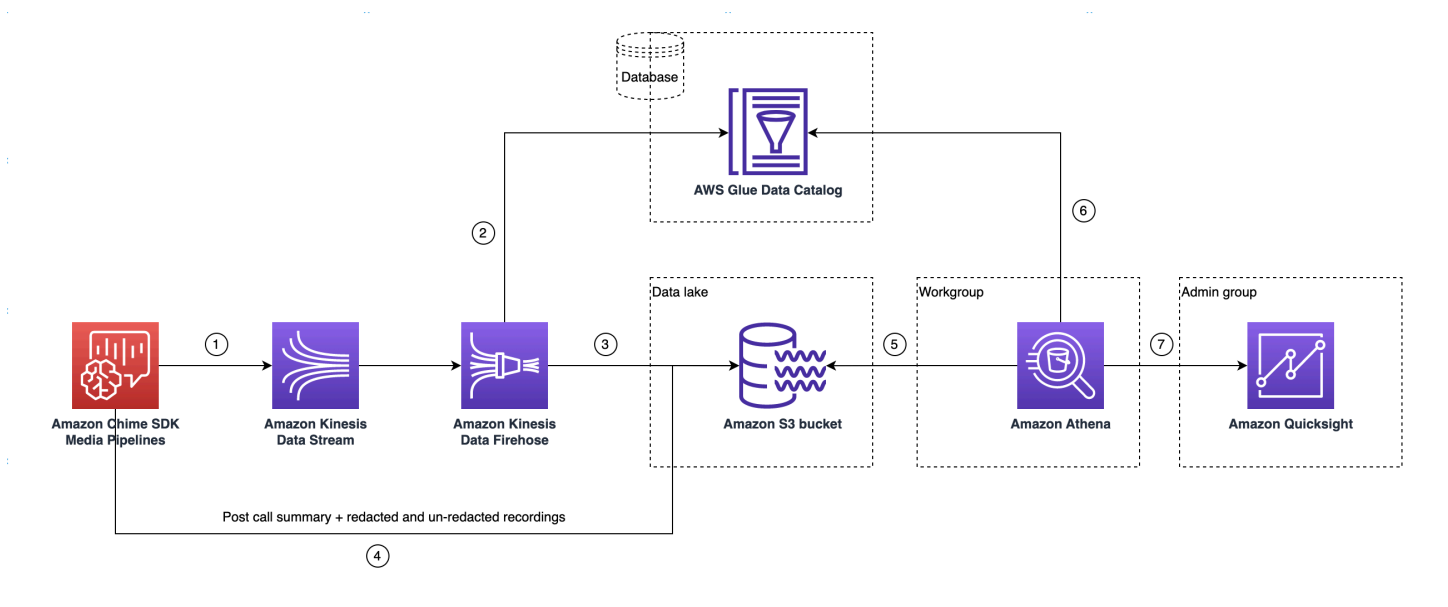 Database
AWS Glue Data Catalog
2
6
Data lake
Workgroup
Admin group
1
3
5
7
Amazon Chime SDK
Media Pipelines
Amazon Kinesis
Data Stream
Amazon Kinesis
Data Firehose
Amazon S3 bucket
Amazon Athena
Amazon Quicksight
Post call summary + redacted and un-redacted recordings
4